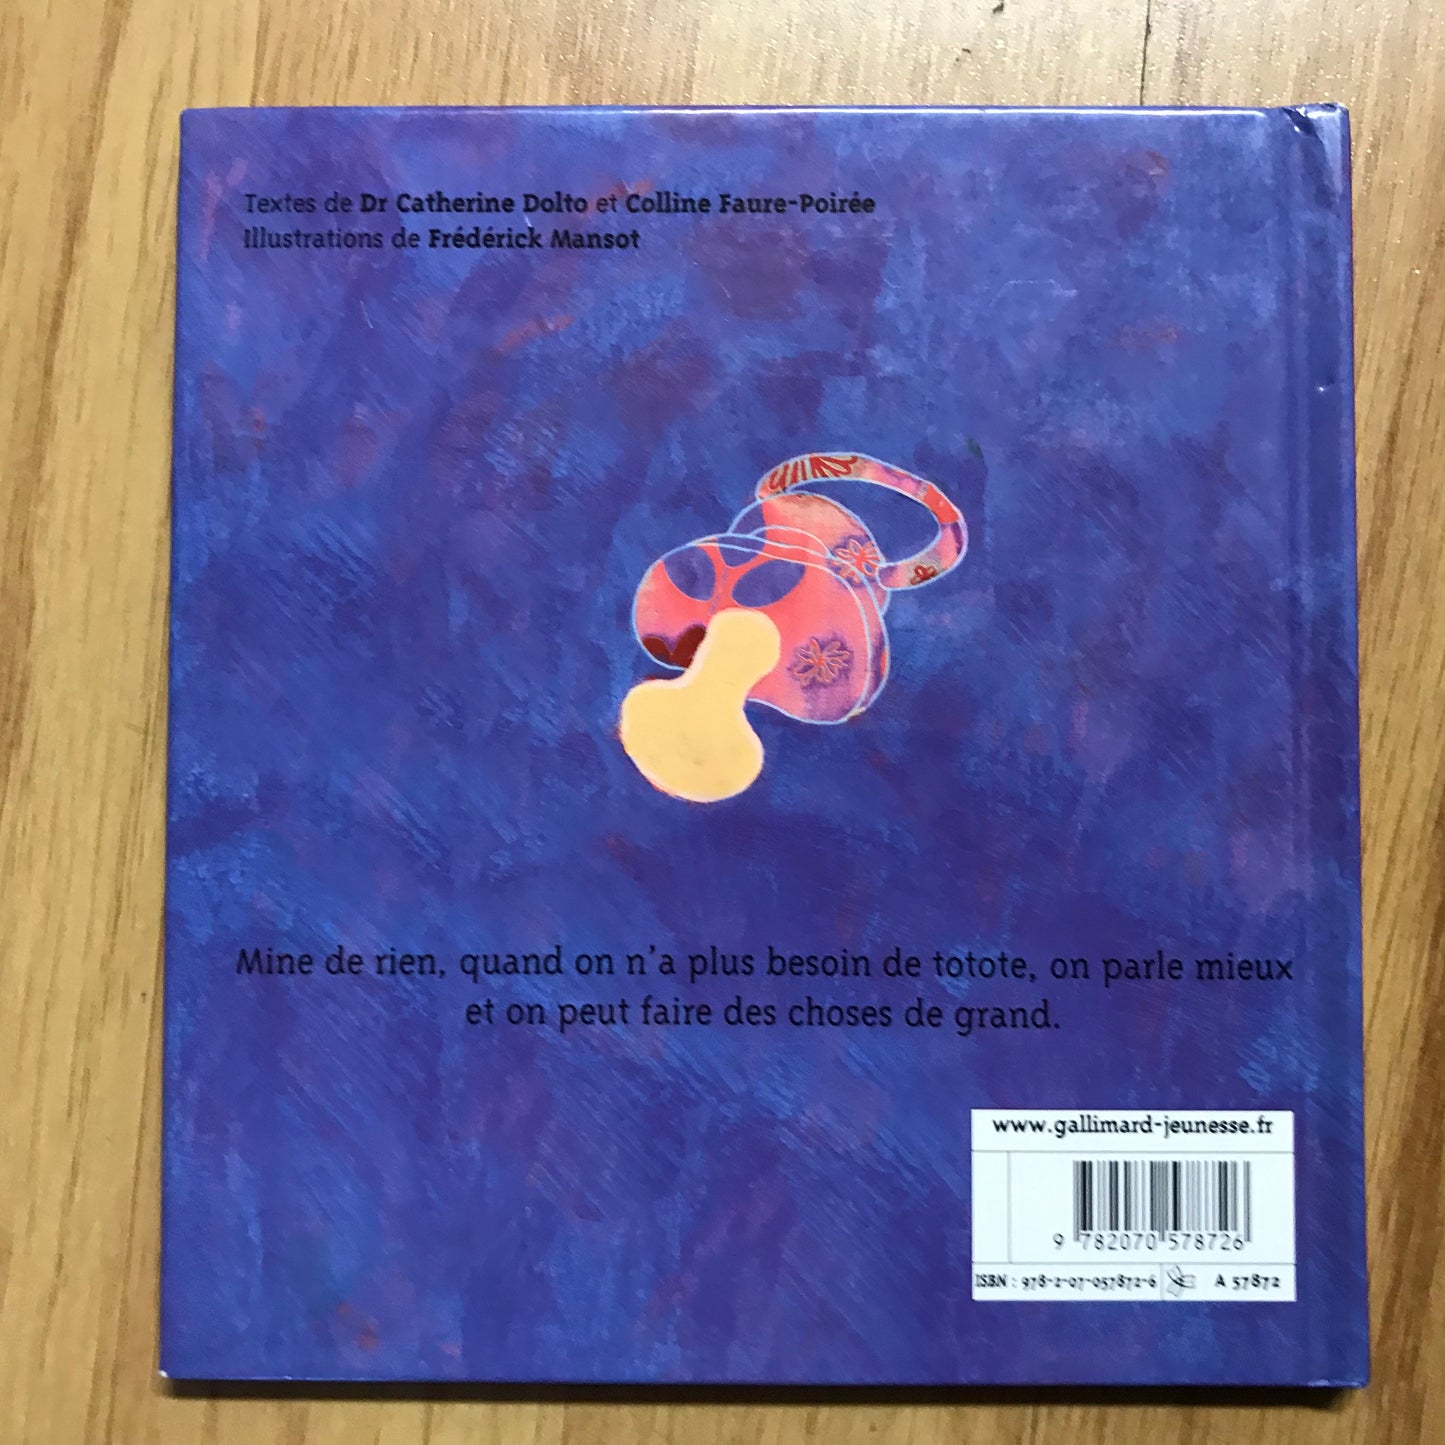 Textes de Dr Catherine Dolto et Colline Faure-Poirée
Illustrations de Frédérick Mansot
Mine de rien, quand on n'a plus besoin de totote, on parle mieux
et on peut faire des choses de grand.
www.gallimard-jeunesse.fr
9 782070 578726
ISBN : 978-2-07-057872-6 A 57872